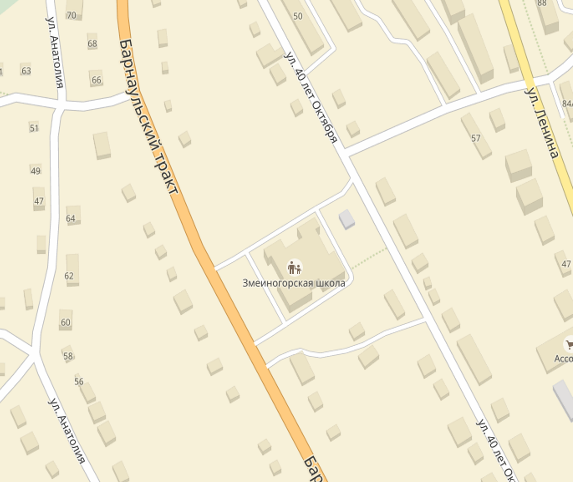 70
50
88
ул. Анатолия
68
Барнаульский тракт
63
66
ул. 40 лет Октября
ул. Ленина
84А
51
57
49
47
64
47
62
Змеиногорская школа
60
58
Ассо
56
ул. Анатолия
ул. 40 лет Ок
Бар